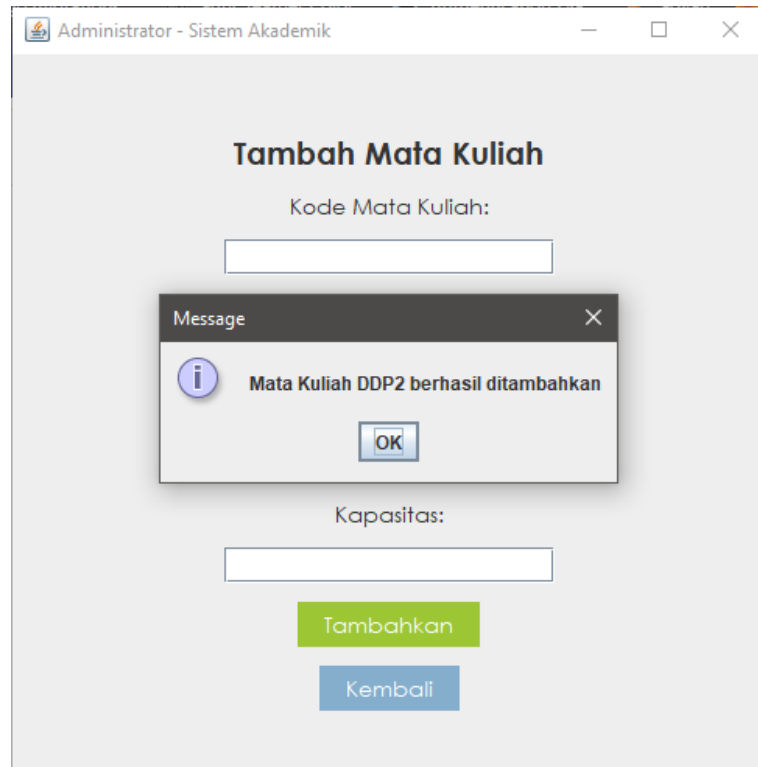 Administrator - Sistem Akademik
Tambah Mata Kuliah
Kode Mata Kuliah:
Message
i
Mata Kuliah DDP2 berhasil ditambahkan
OK
Kapasitas:
Tambahkan
Kembali